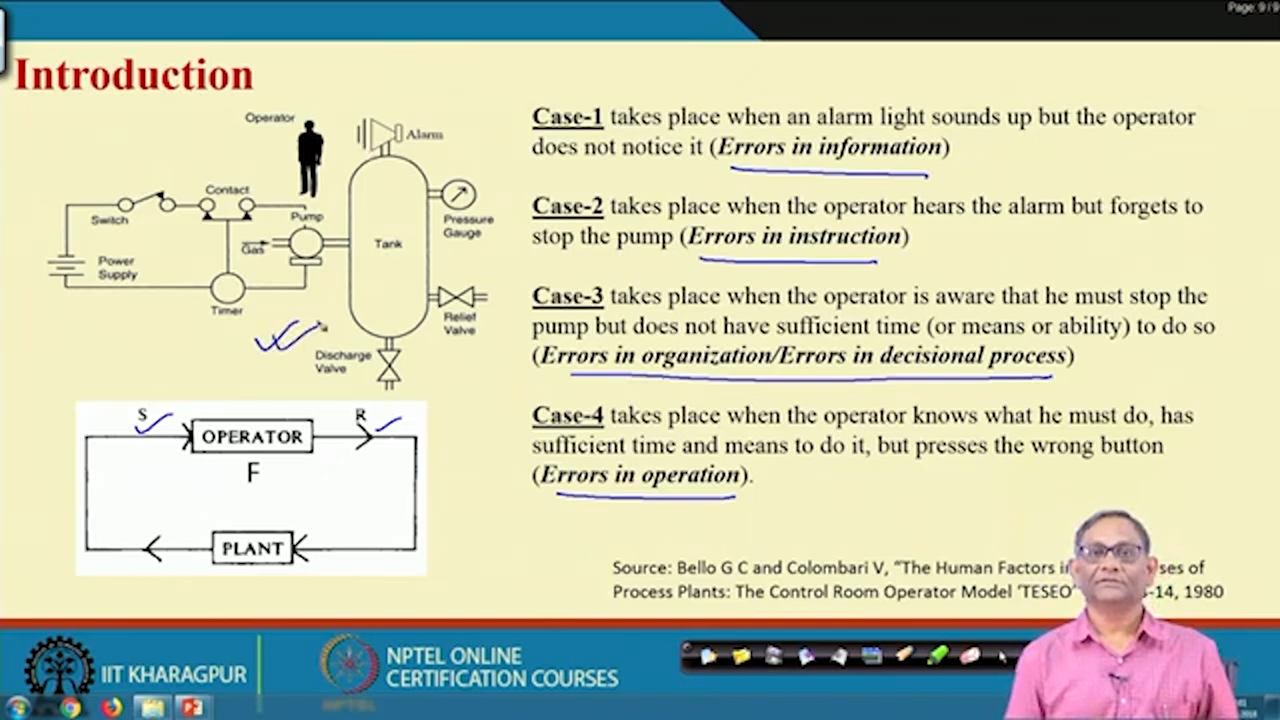 Page: 9 / 9
Introduction
Operator
Alarm
Contact
Switch
Pump
Gas
Tank
Pressure
Gauge
Power
Supply
Timer
Relief
Valve
Discharge
Valve
S
OPERATOR
R
F
PLANT
Case-1 takes place when an alarm light sounds up but the operator
does not notice it (Errors in information)
Case-2 takes place when the operator hears the alarm but forgets to
stop the pump (Errors in instruction)
Case-3 takes place when the operator is aware that he must stop the
pump but does not have sufficient time (or means or ability) to do so
(Errors in organization/Errors in decisional process)
Case-4 takes place when the operator knows what he must do, has
sufficient time and means to do it, but presses the wrong button
(Errors in operation).
Source: Bello G C and Colombari V, “The Human Factors of
Process Plants: The Control Room Operator Model ‘TESEO’ -14, 1980
IIT KHARAGPUR
NPTEL ONLINE
CERTIFICATION COURSES